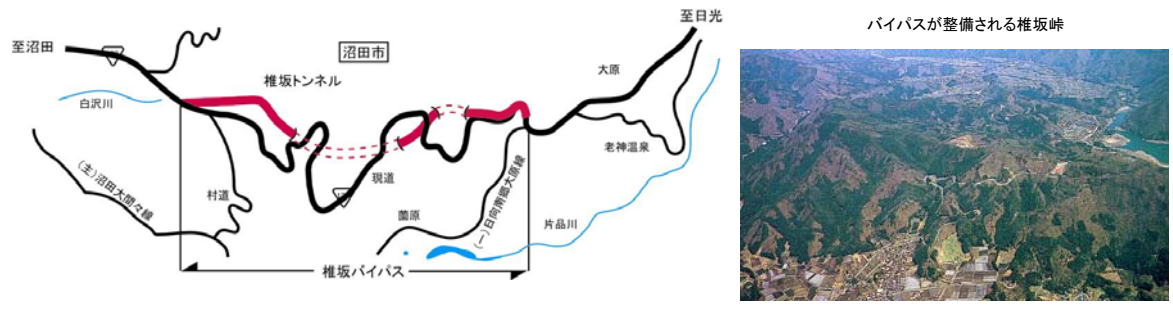 バイパスが整備される椎坂峠
至日光
至沼田
沼田市
大原
椎坂トンネル
白沢川
老神温泉
(主)沼田大間々線
村道
現道
薗原
(一)日向南郷大原線
片品川
椎坂バイパス